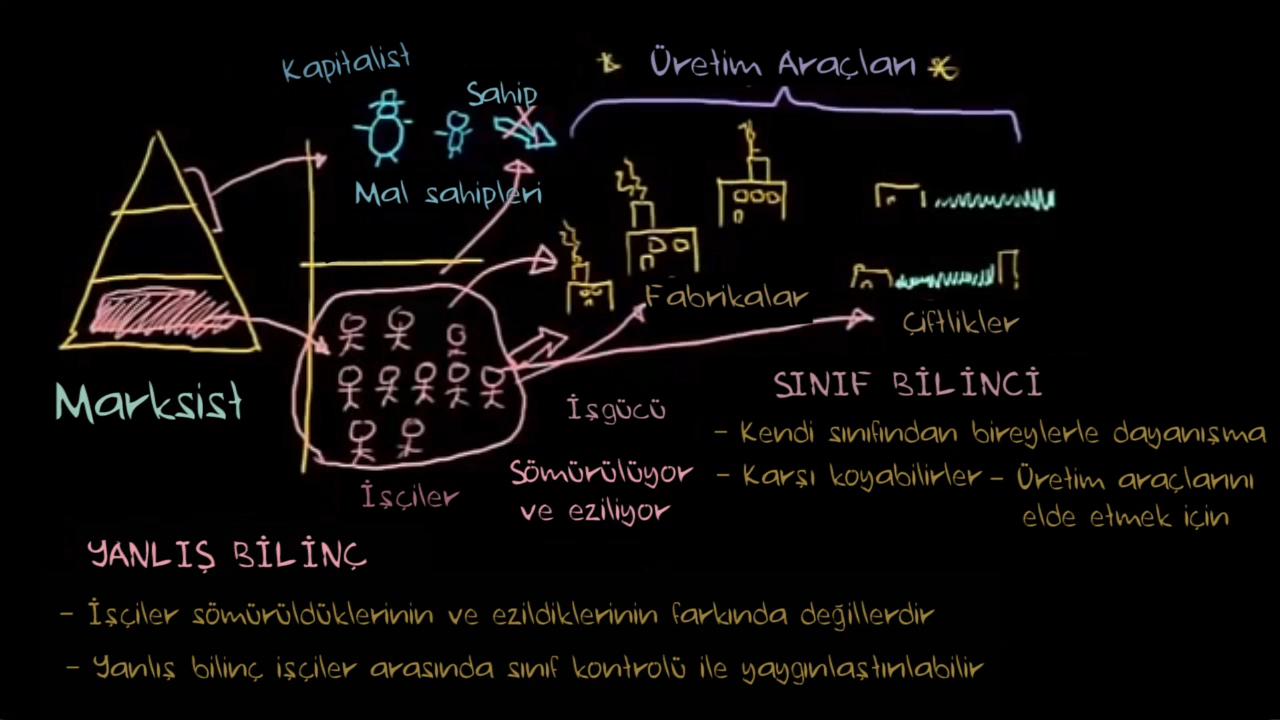 Kapitalist
Sahip
Üretim Araçları
Mal sahipleri
Fabrikalar
Çiftlikler
Marksist
İşçiler
İşgücü
Sömürülüyor
ve eziliyor
SINIF BİLİNCİ
- Kendi sınıfından bireylerle dayanışma
- Karşı koyabilirler - Üretim araçlarını
elde etmek için
YANLIŞ BİLİNÇ
- İşçiler sömürüldüklerinin ve ezildiklerinin farkında değillerdir
- Yanlış bilinç işçiler arasında sınıf kontrolü ile yaygınlaştırılabilir